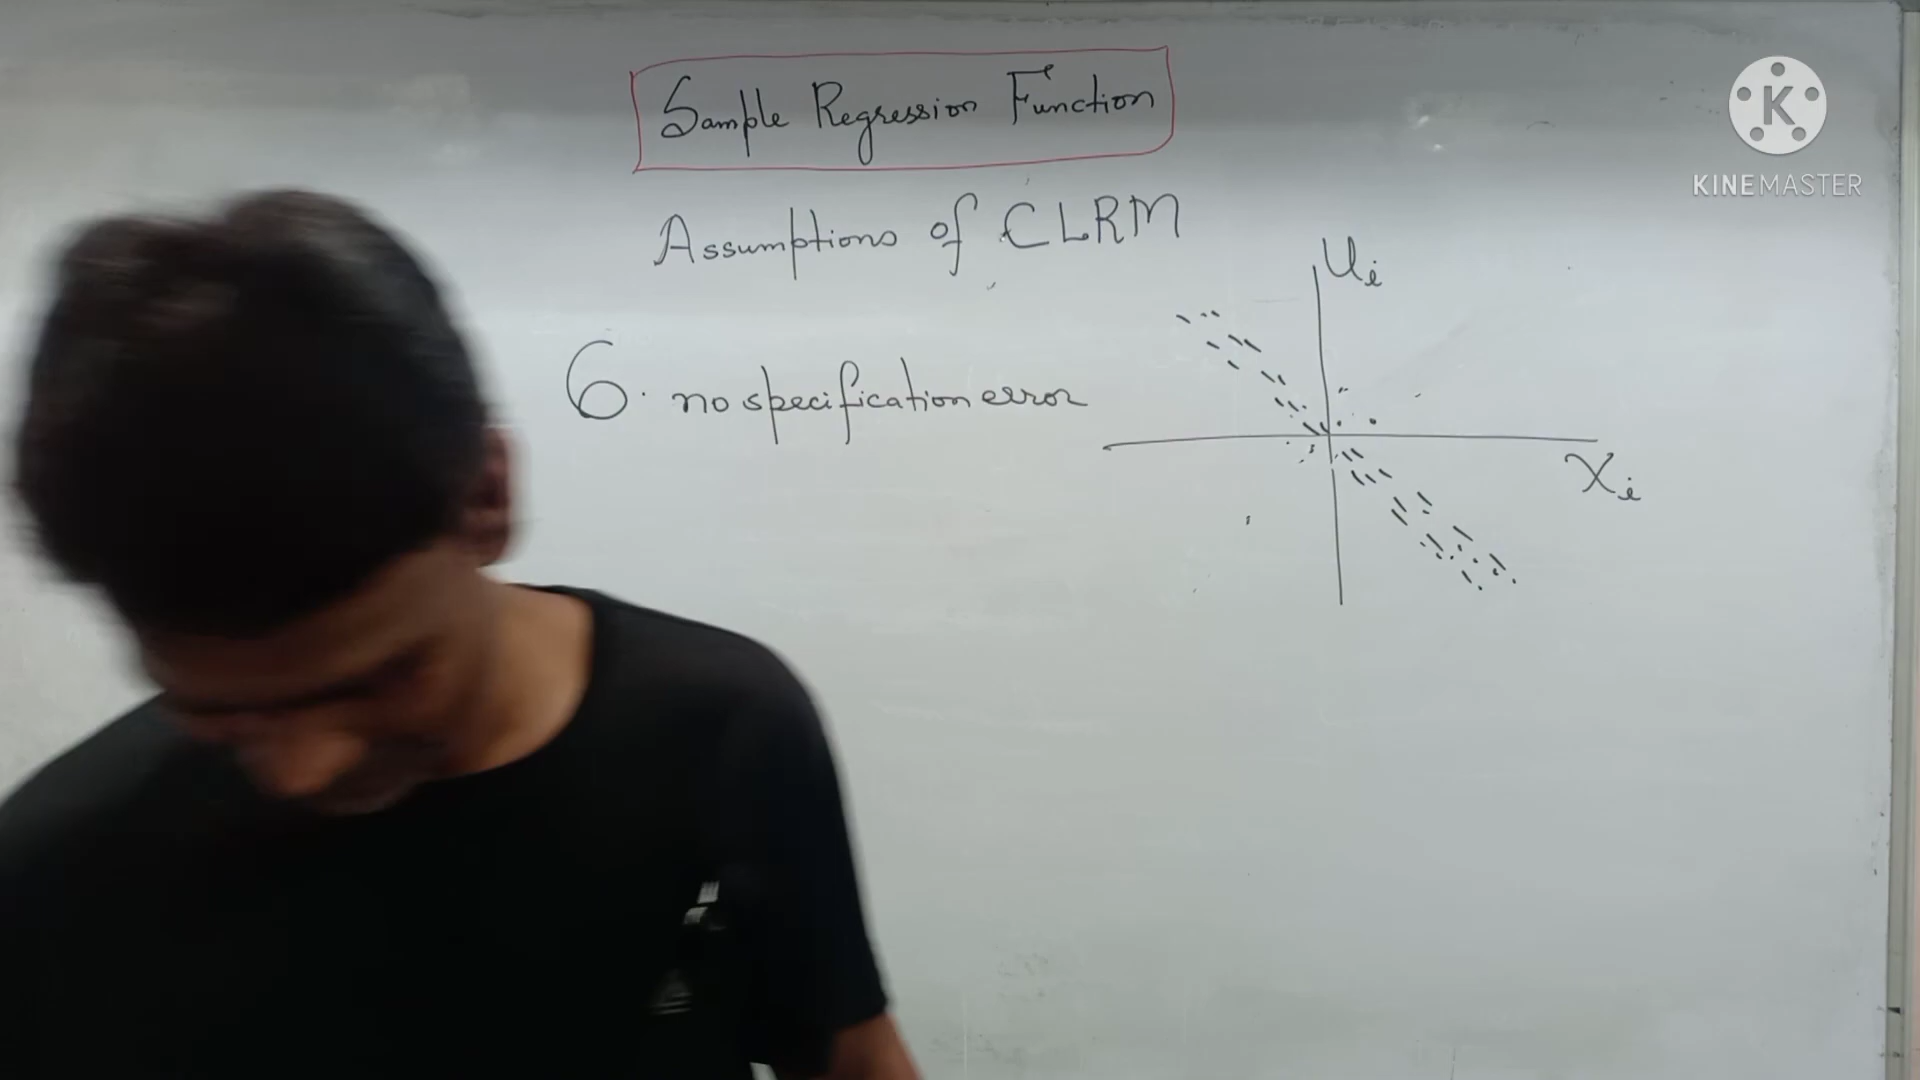 Sample Regression Function
Assumptions of CLRM
6. no specification error
Ui
Xi
K
KINEMASTER